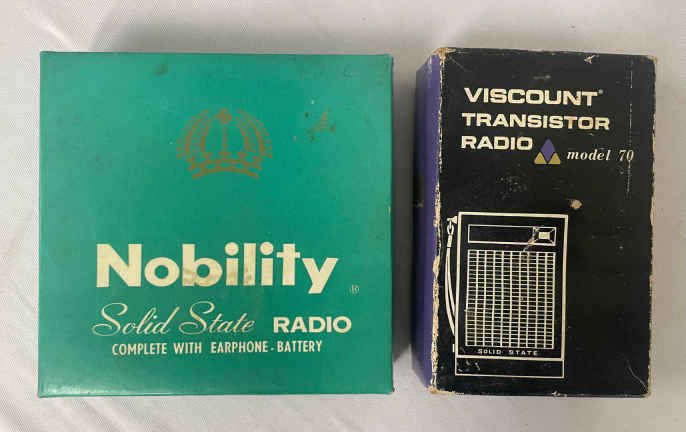 Nobility ®
Solid State RADIO
COMPLETE WITH EARPHONE - BATTERY
VISCOUNT®
TRANSISTOR
RADIO
model 70
SOLID STATE